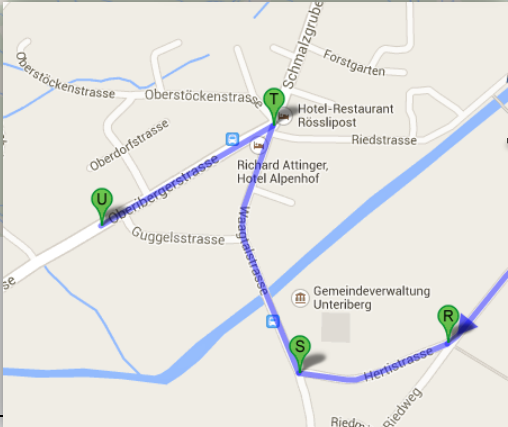 Schmalzgrube
Forstgarten
Oberstöckenstrasse
Oberstöckenstrasse
T
Hotel-Restaurant
Rösslipost
Riedstrasse
Oberdorfstrasse
Richard Attinger,
Hotel Alpenhof
U
Oberibergerstrasse
Guggelsstrasse
Waagtalstrasse
se
Gemeindeverwaltung
Unteriberg
R
S
Hertistrasse
Riedweg